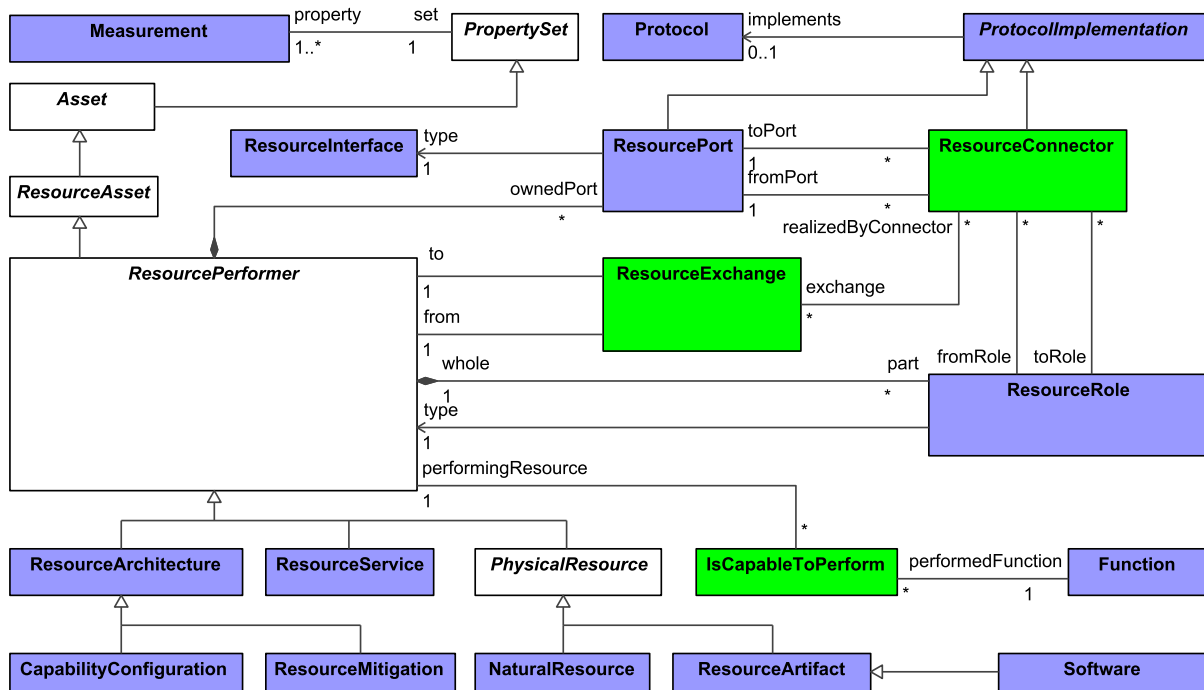 property
set
Measurement
PropertySet
1..*
1
Protocol
implements
0..1
ProtocolImplementation
Asset
ResourceInterface
type
1
ResourcePort
toPort
1
*
fromPort
1
*
ResourceConnector
ResourceAsset
ownedPort
*
realizedByConnector
*
*
*
ResourcePerformer
to
1
from
1
ResourceExchange
exchange
*
whole
1
part
*
fromRole
toRole
ResourceRole
type
1
performingResource
1
*
ResourceArchitecture
ResourceService
PhysicalResource
IsCapableToPerform
performedFunction
*
1
Function
CapabilityConfiguration
ResourceMitigation
NaturalResource
ResourceArtifact
Software